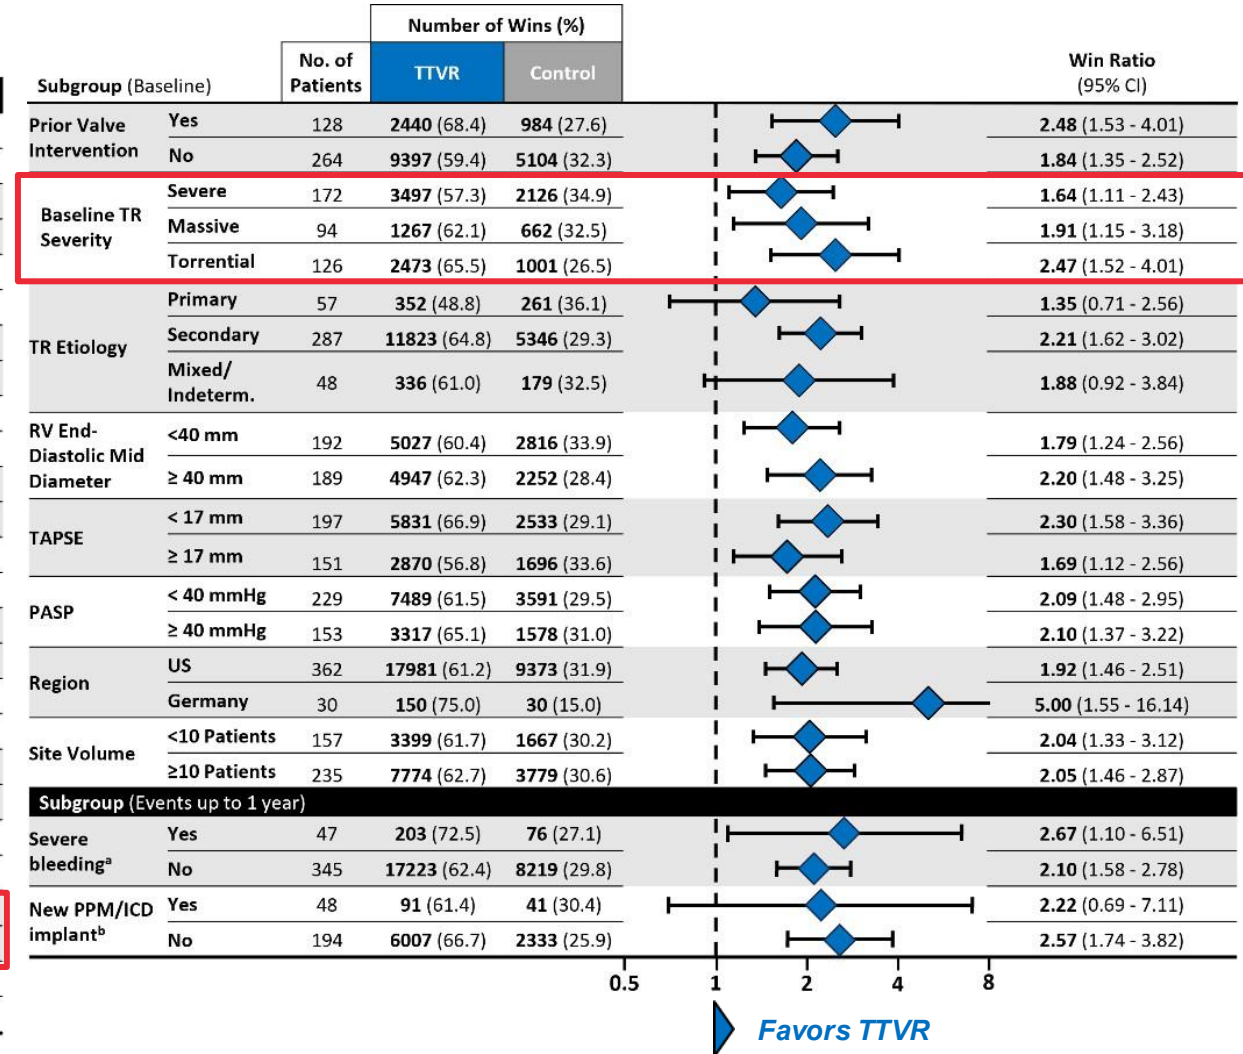 Number of Wins (%)
Subgroup (Baseline) No. of Patients TTVR Control Win Ratio (95% CI)
Prior Valve Intervention Yes 128 2440 (68.4) 984 (27.6) 2.48 (1.53 - 4.01)
No 264 9397 (59.4) 5104 (32.3) 1.84 (1.35 - 2.52)
Baseline TR Severity Severe 172 3497 (57.3) 2126 (34.9) 1.64 (1.11 - 2.43)
Massive 94 1267 (62.1) 662 (32.5) 1.91 (1.15 - 3.18)
Torrential 126 2473 (65.5) 1001 (26.5) 2.47 (1.52 - 4.01)
TR Etiology Primary 57 352 (48.8) 261 (36.1) 1.35 (0.71 - 2.56)
Secondary 287 11823 (64.8) 5346 (29.3) 2.21 (1.62 - 3.02)
Mixed/ Indeterm. 48 336 (61.0) 179 (32.5) 1.88 (0.92 - 3.84)
RV End-Diastolic Mid Diameter <40 mm 192 5027 (60.4) 2816 (33.9) 1.79 (1.24 - 2.56)
≥ 40 mm 189 4947 (62.3) 2252 (28.4) 2.20 (1.48 - 3.25)
TAPSE < 17 mm 197 5831 (66.9) 2533 (29.1) 2.30 (1.58 - 3.36)
≥ 17 mm 151 2870 (56.8) 1696 (33.6) 1.69 (1.12 - 2.56)
PASP < 40 mmHg 229 7489 (61.5) 3591 (29.5) 2.09 (1.48 - 2.95)
≥ 40 mmHg 153 3317 (65.1) 1578 (31.0) 2.10 (1.37 - 3.22)
Region US 362 17981 (61.2) 9373 (31.9) 1.92 (1.46 - 2.51)
Germany 30 150 (75.0) 30 (15.0) 5.00 (1.55 - 16.14)
Site Volume <10 Patients 157 3399 (61.7) 1667 (30.2) 2.04 (1.33 - 3.12)
≥10 Patients 235 7774 (62.7) 3779 (30.6) 2.05 (1.46 - 2.87)
Subgroup (Events up to 1 year)
Severe bleedingᵃ Yes 47 203 (72.5) 76 (27.1) 2.67 (1.10 - 6.51)
No 345 17223 (62.4) 8219 (29.8) 2.10 (1.58 - 2.78)
New PPM/ICD implantᵇ Yes 48 91 (61.4) 41 (30.4) 2.22 (0.69 - 7.11)
No 194 6007 (66.7) 2333 (25.9) 2.57 (1.74 - 3.82)
0.5 1 2 4 8
Favors TTVR